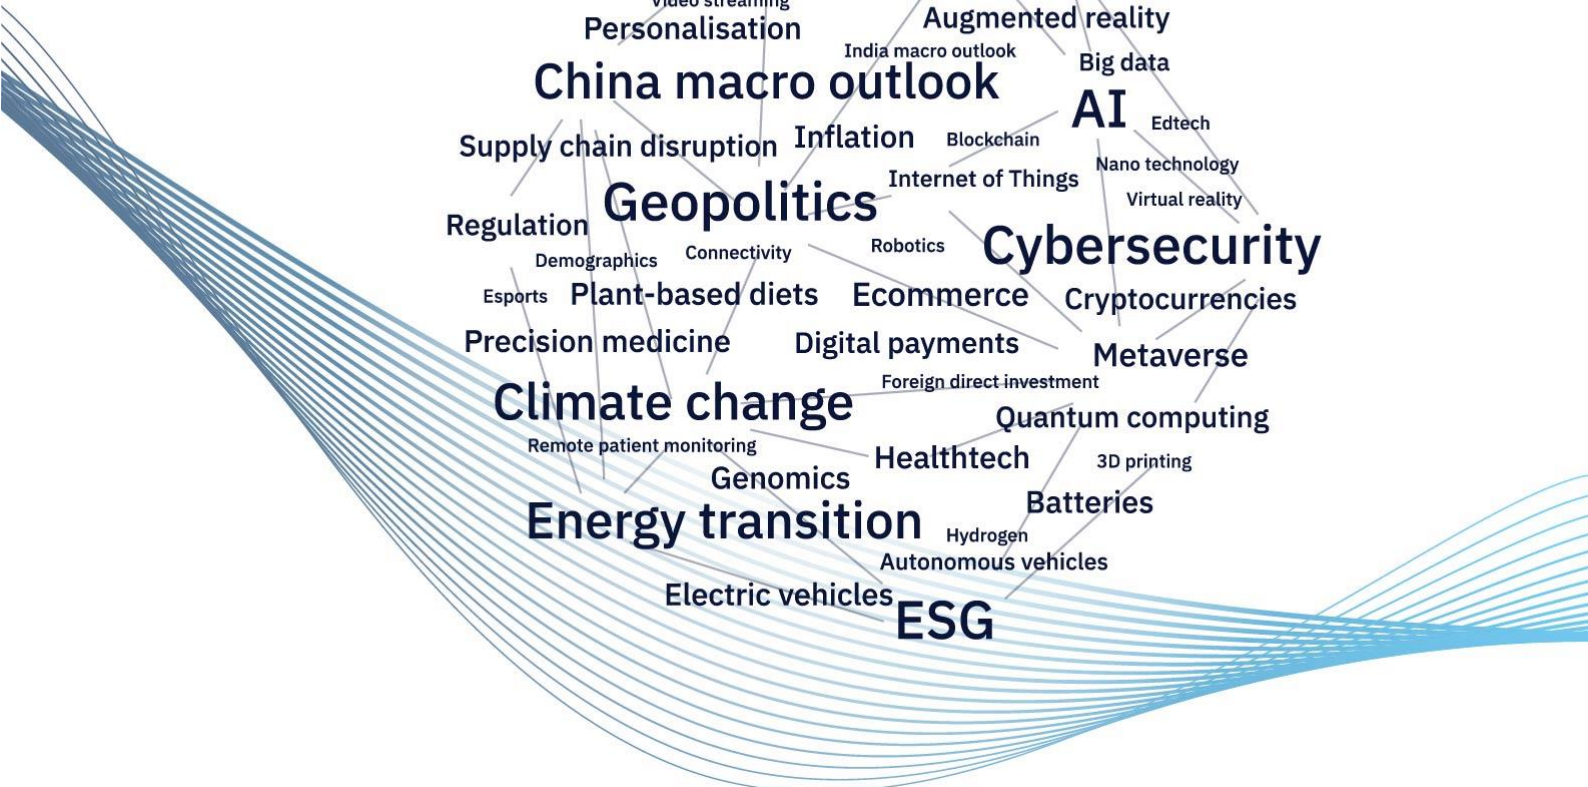 Video streaming
Personalisation
Augmented reality
India macro outlook
Big data
China macro outlook
AI
Edtech
Supply chain disruption
Inflation
Blockchain
Nano technology
Internet of Things
Geopolitics
Virtual reality
Regulation
Cybersecurity
Robotics
Connectivity
Demographics
Esports
Plant-based diets
Ecommerce
Cryptocurrencies
Precision medicine
Digital payments
Metaverse
Foreign direct investment
Climate change
Quantum computing
Remote patient monitoring
Healthtech
3D printing
Genomics
Batteries
Energy transition
Hydrogen
Autonomous vehicles
Electric vehicles
ESG